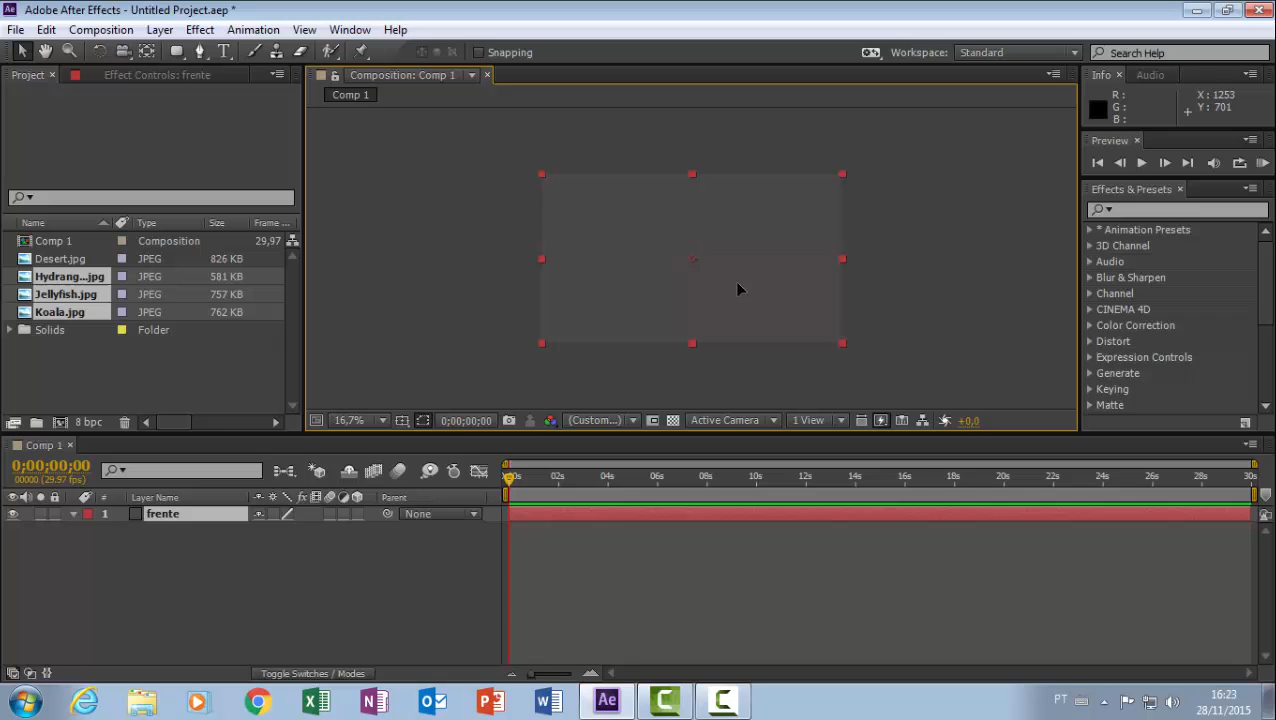 Adobe After Effects - Untitled Project.aep *
File Edit Composition Layer Effect Animation View Window Help
Snapping
Workspace: Standard
Search Help
Project
Effect Controls: frente
Composition: Comp 1
Info
Audio
Comp 1
R :
G :
B :
X : 1253
Y : 701
Preview
Effects & Presets
Name Type Size Frame ...
Comp 1 Composition 29,97
Desert.jpg JPEG 826 KB
Hydrang...jpg JPEG 581 KB
Jellyfish.jpg JPEG 757 KB
Koala.jpg JPEG 762 KB
Solids Folder
* Animation Presets
3D Channel
Audio
Blur & Sharpen
Channel
CINEMA 4D
Color Correction
Distort
Expression Controls
Generate
Keying
Matte
8 bpc
16,7%
0;00;00;00
(Custom...)
Active Camera
1 View
+0,0
Comp 1
0;00;00;00
00000 (29.97 fps)
02s 04s 06s 08s 10s 12s 14s 16s 18s 20s 22s 24s 26s 28s 30s
# Layer Name
fx
Parent
1 frente None
Toggle Switches / Modes
Ae
PT
16:23
28/11/2015